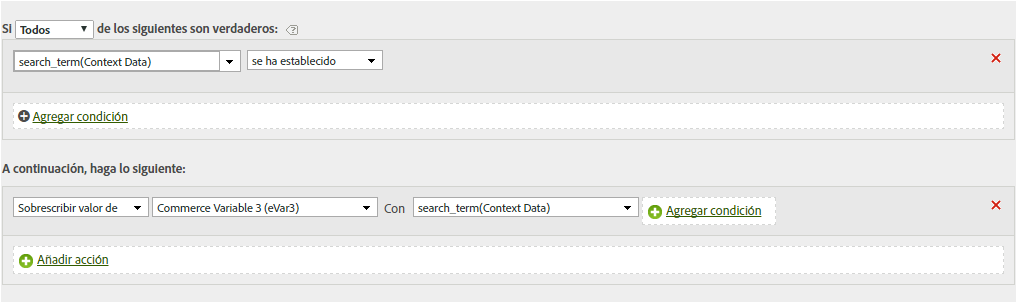 Si Todos de los siguientes son verdaderos: ?
search_term(Context Data) se ha establecido
Agregar condición
A continuación, haga lo siguiente:
Sobrescribir valor de Commerce Variable 3 (eVar3) Con search_term(Context Data) Agregar condición
Añadir acción